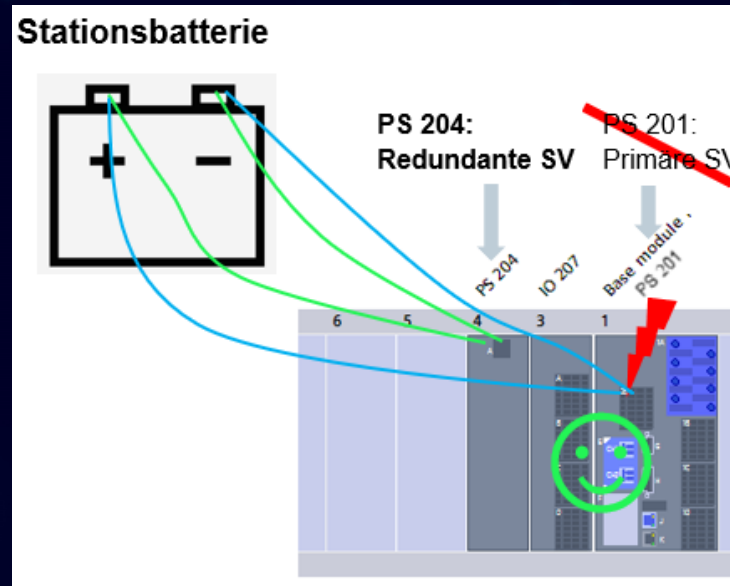 Stationsbatterie
PS 204:
Redundante SV
PS 201:
Primäre SV
+
−
PS 204
IO 207
Base module .
PS 201
6
5
4
3
1